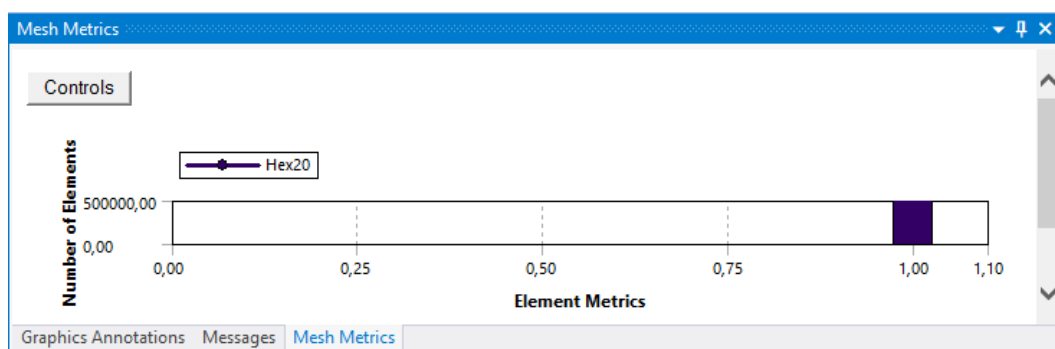 Mesh Metrics
Controls
Number of Elements
Hex20
500000,00
0,00
0,00 0,25 0,50 0,75 1,00 1,10
Element Metrics
Graphics Annotations Messages Mesh Metrics